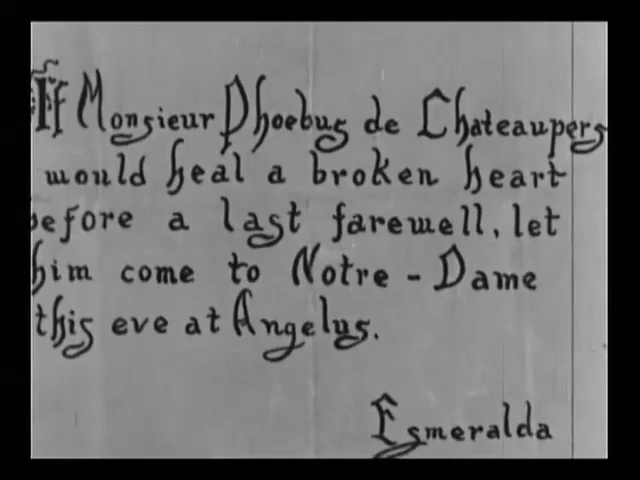 If Monsieur Phoebus de Chateaupers
would heal a broken heart
before a last farewell, let
him come to Notre-Dame
this eve at Angelus.
Esmeralda